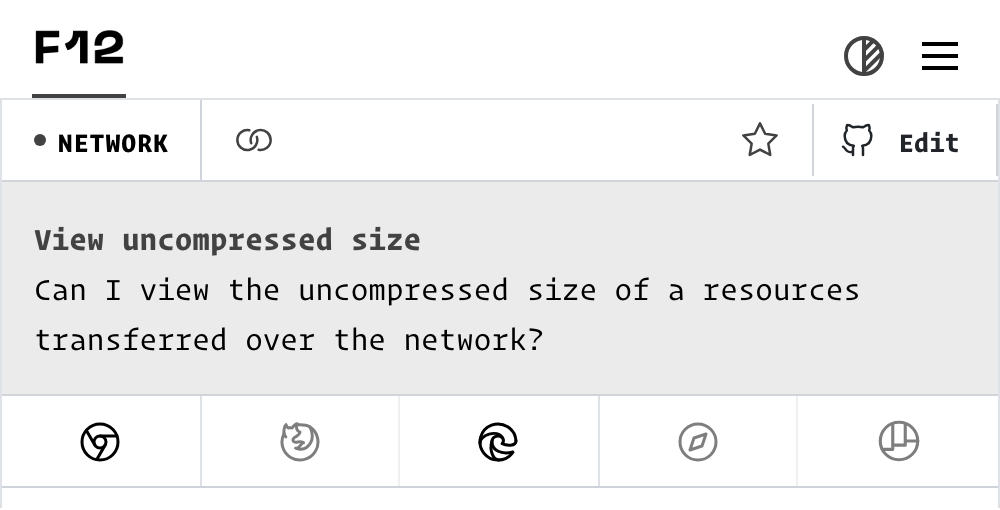 F12
NETWORK
Edit
View uncompressed size
Can I view the uncompressed size of a resources
transferred over the network?